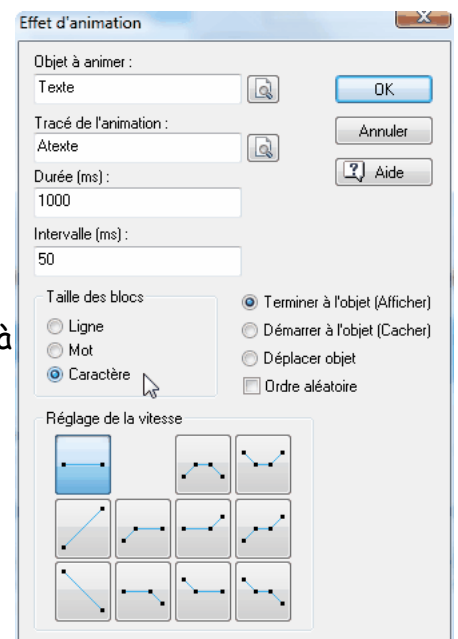 Effet d'animation
Objet à animer :
Texte
OK
Tracé de l'animation :
Atexte
Annuler
Durée (ms) :
Aide
1000
Intervalle (ms) :
50
Taille des blocs
Ligne
Mot
Caractère
à
Terminer à l'objet (Afficher)
Démarrer à l'objet (Cacher)
Déplacer objet
Ordre aléatoire
Réglage de la vitesse